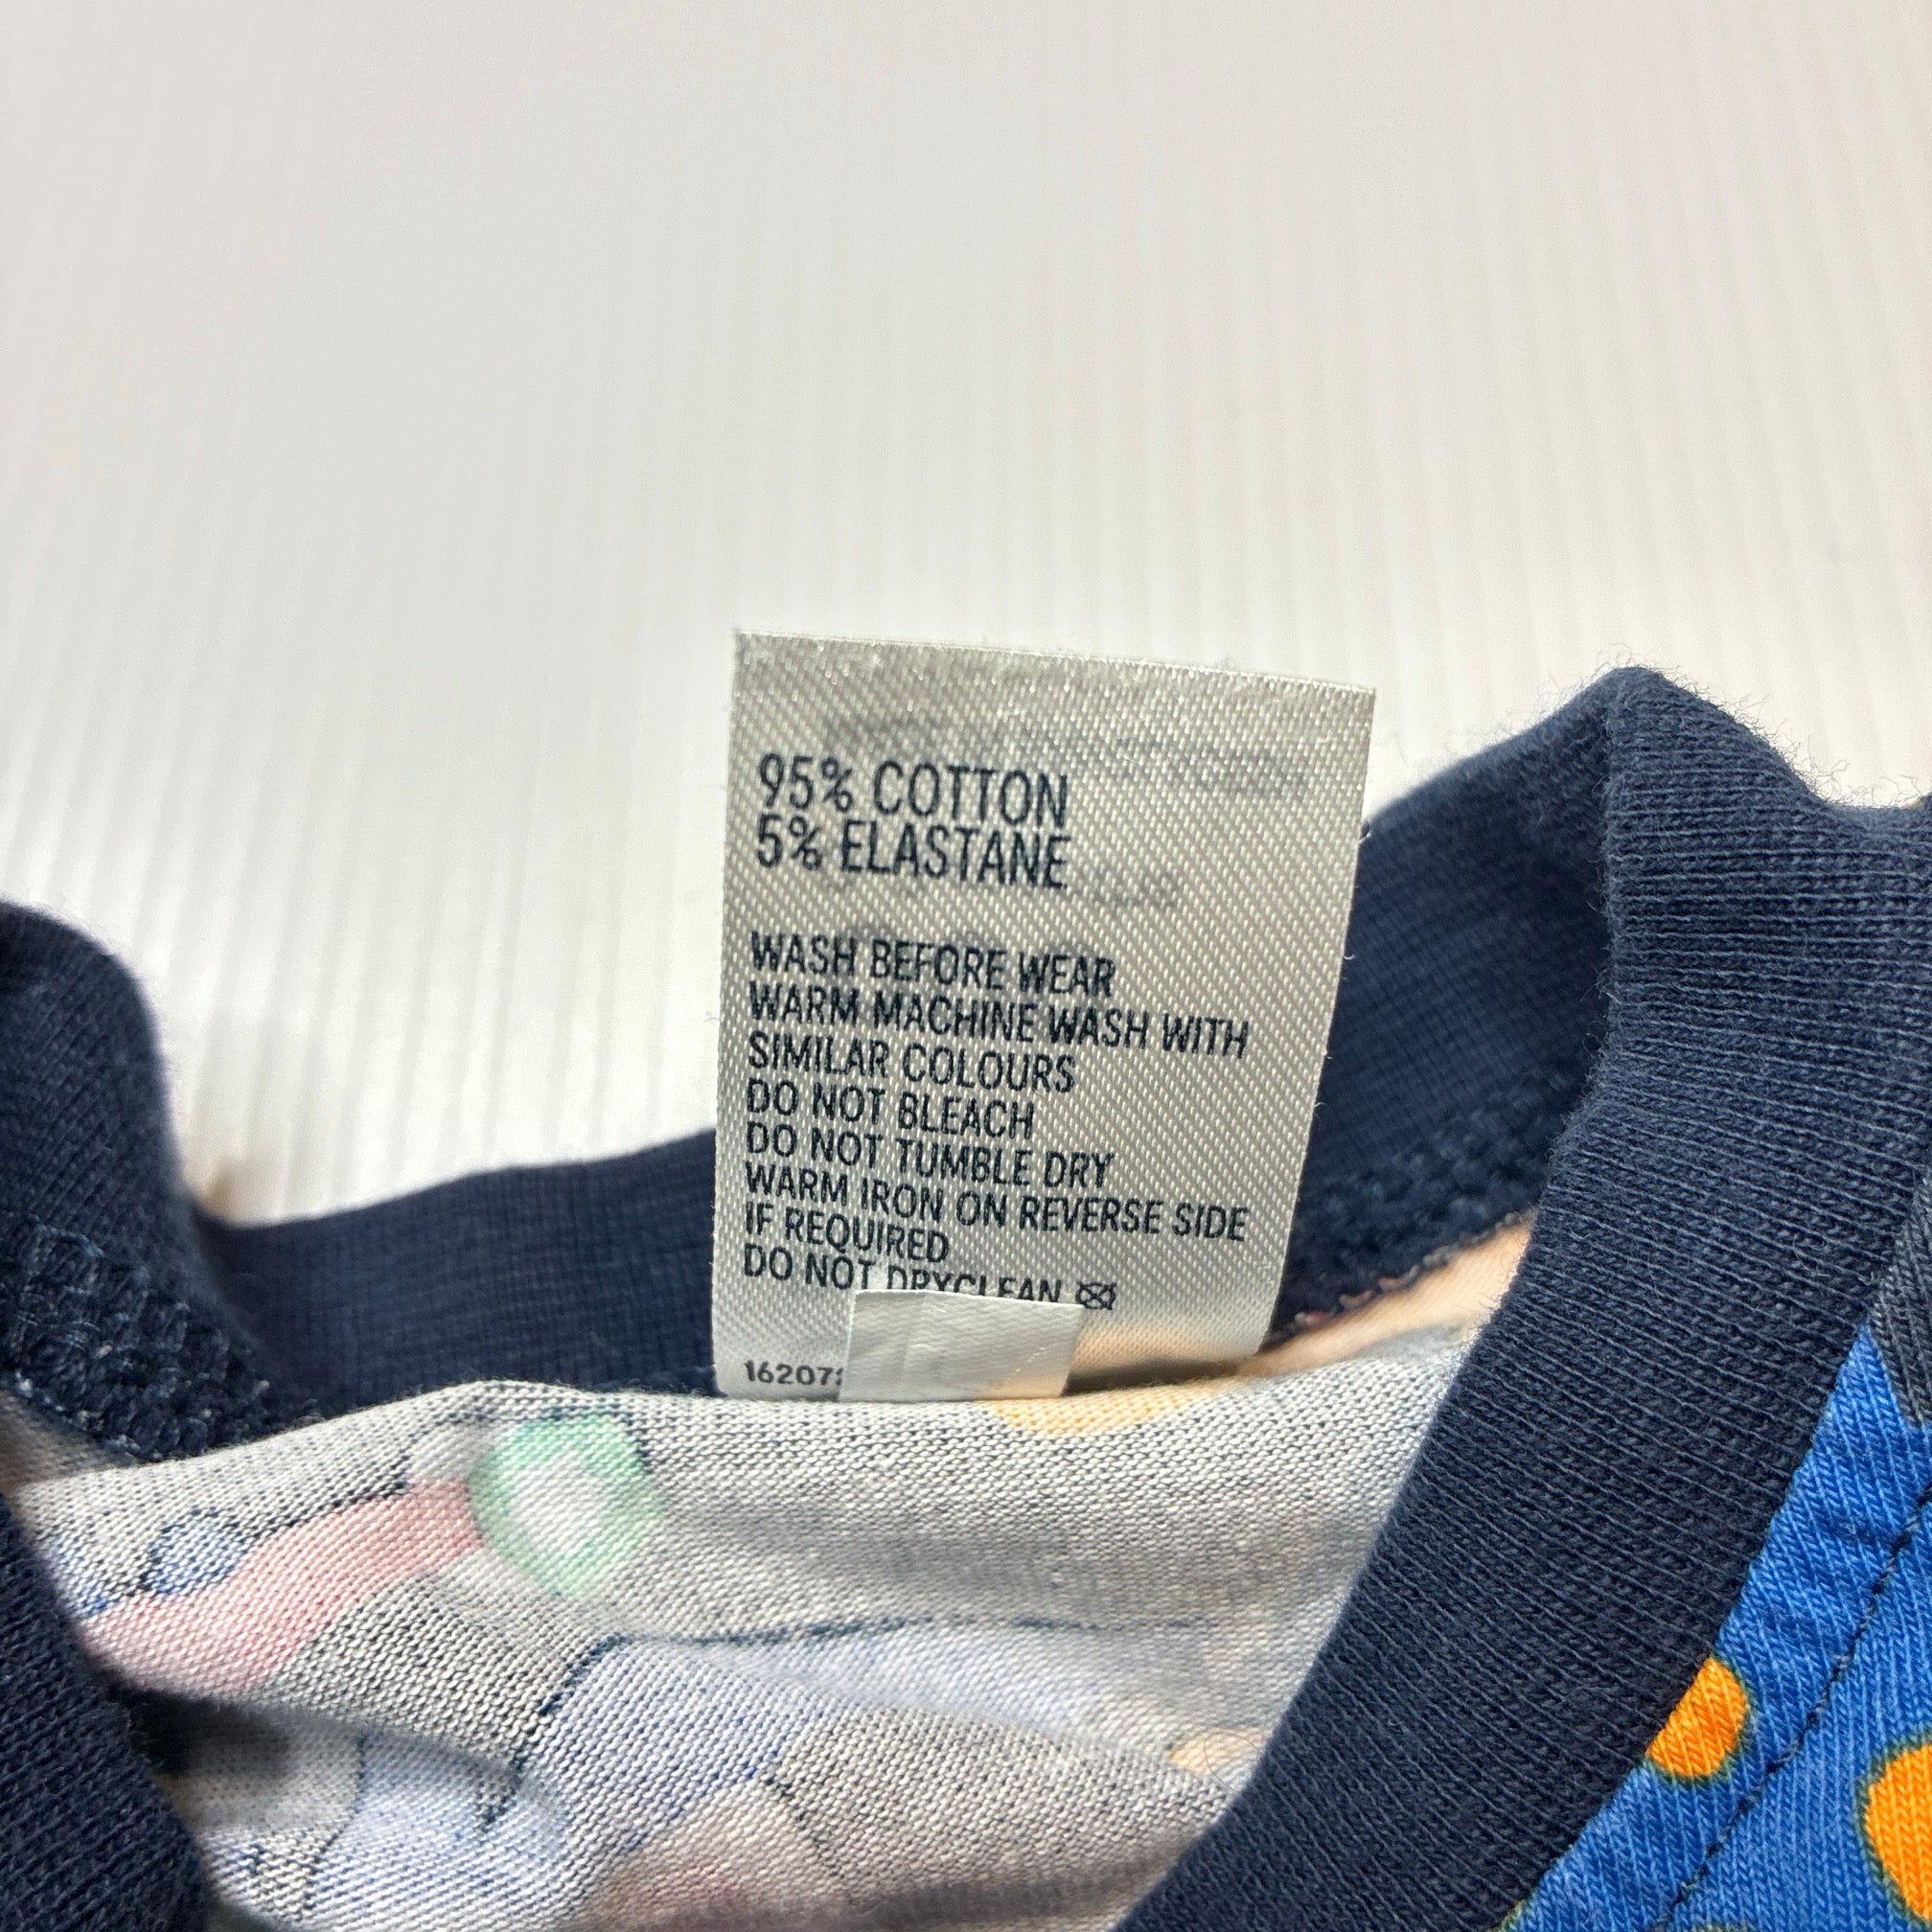 95% COTTON
5% ELASTANE
WASH BEFORE WEAR
WARM MACHINE WASH WITH
SIMILAR COLOURS
DO NOT BLEACH
DO NOT TUMBLE DRY
WARM IRON ON REVERSE SIDE
IF REQUIRED
DO NOT DRYCLEAN